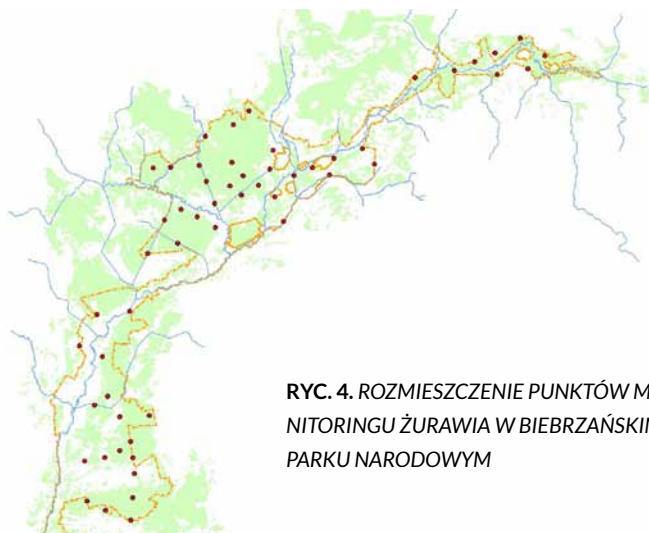 RYC. 4. ROZMIESZCZENIE PUNKTÓW M
NITORINGU ŻURAWIA W BIEBRZAŃSKIM
PARKU NARODOWYM